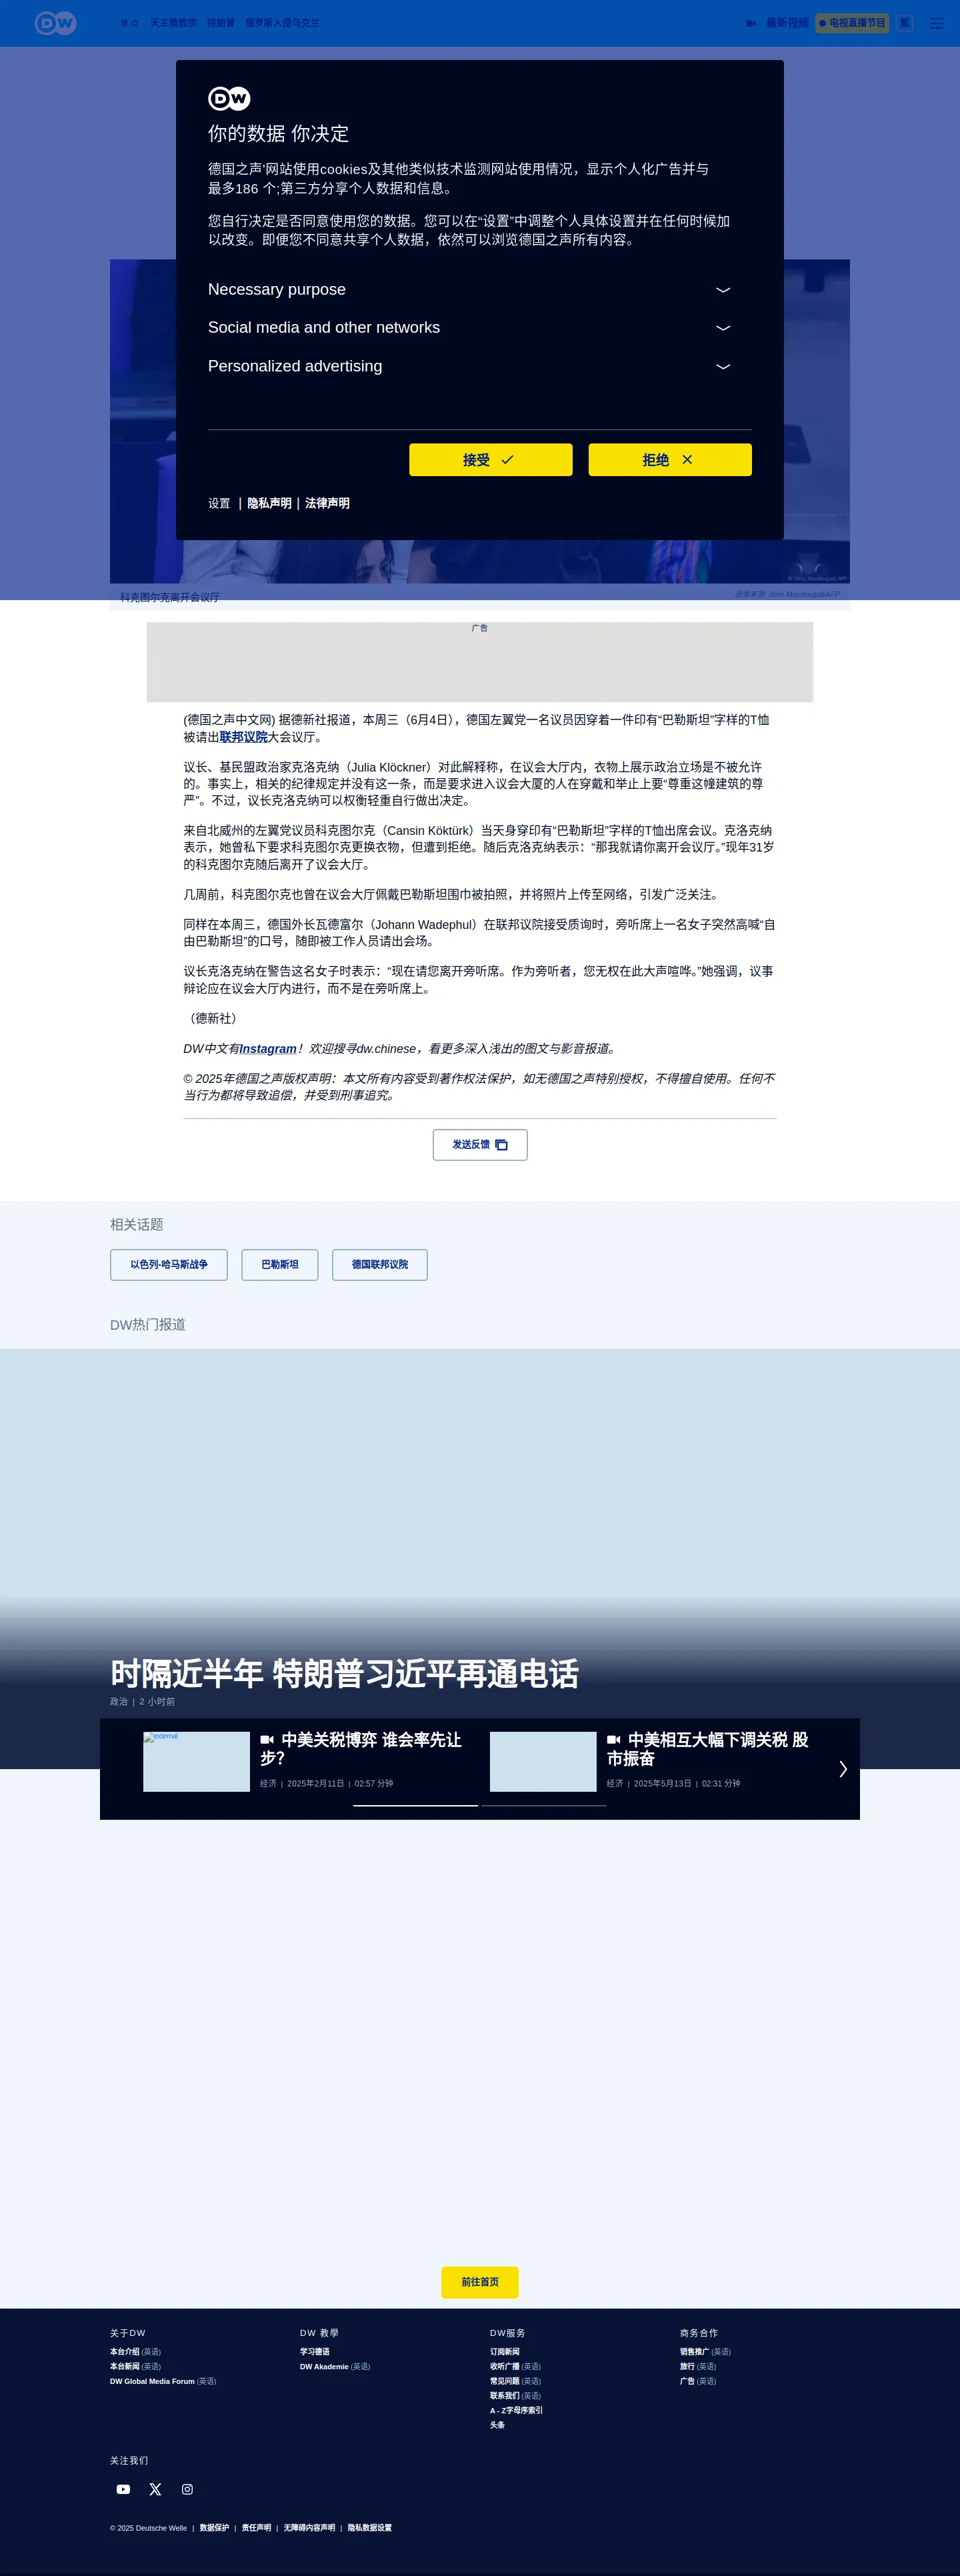 DW
焦点 天主教教宗 特朗普 俄罗斯入侵乌克兰
最新视频 电视直播节目 繁
DW
你的数据 你决定
德国之声'网站使用cookies及其他类似技术监测网站使用情况，显示个人化广告并与
最多186 个;第三方分享个人数据和信息。
您自行决定是否同意使用您的数据。您可以在“设置”中调整个人具体设置并在任何时候加
以改变。即便您不同意共享个人数据，依然可以浏览德国之声所有内容。
Necessary purpose
Social media and other networks
Personalized advertising
接受
拒绝
设置 | 隐私声明 | 法律声明
© John Macdougall/AFP
科克图尔克离开会议厅
图像来源: John Macdougall/AFP
广告
(德国之声中文网) 据德新社报道，本周三（6月4日），德国左翼党一名议员因穿着一件印有“巴勒斯坦”字样的T恤
被请出联邦议院大会议厅。
议长、基民盟政治家克洛克纳（Julia Klöckner）对此解释称，在议会大厅内，衣物上展示政治立场是不被允许
的。事实上，相关的纪律规定并没有这一条，而是要求进入议会大厦的人在穿戴和举止上要“尊重这幢建筑的尊
严”。不过，议长克洛克纳可以权衡轻重自行做出决定。
来自北威州的左翼党议员科克图尔克（Cansin Köktürk）当天身穿印有“巴勒斯坦”字样的T恤出席会议。克洛克纳
表示，她曾私下要求科克图尔克更换衣物，但遭到拒绝。随后克洛克纳表示：“那我就请你离开会议厅。”现年31岁
的科克图尔克随后离开了议会大厅。
几周前，科克图尔克也曾在议会大厅佩戴巴勒斯坦围巾被拍照，并将照片上传至网络，引发广泛关注。
同样在本周三，德国外长瓦德富尔（Johann Wadephul）在联邦议院接受质询时，旁听席上一名女子突然高喊“自
由巴勒斯坦”的口号，随即被工作人员请出会场。
议长克洛克纳在警告这名女子时表示：“现在请您离开旁听席。作为旁听者，您无权在此大声喧哗。”她强调，议事
辩论应在议会大厅内进行，而不是在旁听席上。
（德新社）
DW中文有Instagram！欢迎搜寻dw.chinese，看更多深入浅出的图文与影音报道。
© 2025年德国之声版权声明：本文所有内容受到著作权法保护，如无德国之声特别授权，不得擅自使用。任何不
当行为都将导致追偿，并受到刑事追究。
发送反馈
相关话题
以色列-哈马斯战争
巴勒斯坦
德国联邦议院
DW热门报道
时隔近半年 特朗普习近平再通电话
政治 | 2 小时前
external
中美关税博弈 谁会率先让
步？
经济 | 2025年2月11日 | 02:57 分钟
中美相互大幅下调关税 股
市振奋
经济 | 2025年5月13日 | 02:31 分钟
前往首页
关于DW
本台介绍 (英语)
本台新闻 (英语)
DW Global Media Forum (英语)
DW 教學
学习德语
DW Akademie (英语)
DW服务
订阅新闻
收听广播 (英语)
常见问题 (英语)
联系我们 (英语)
A - Z字母序索引
头条
商务合作
销售推广 (英语)
旅行 (英语)
广告 (英语)
关注我们
© 2025 Deutsche Welle | 数据保护 | 责任声明 | 无障碍内容声明 | 隐私数据设置